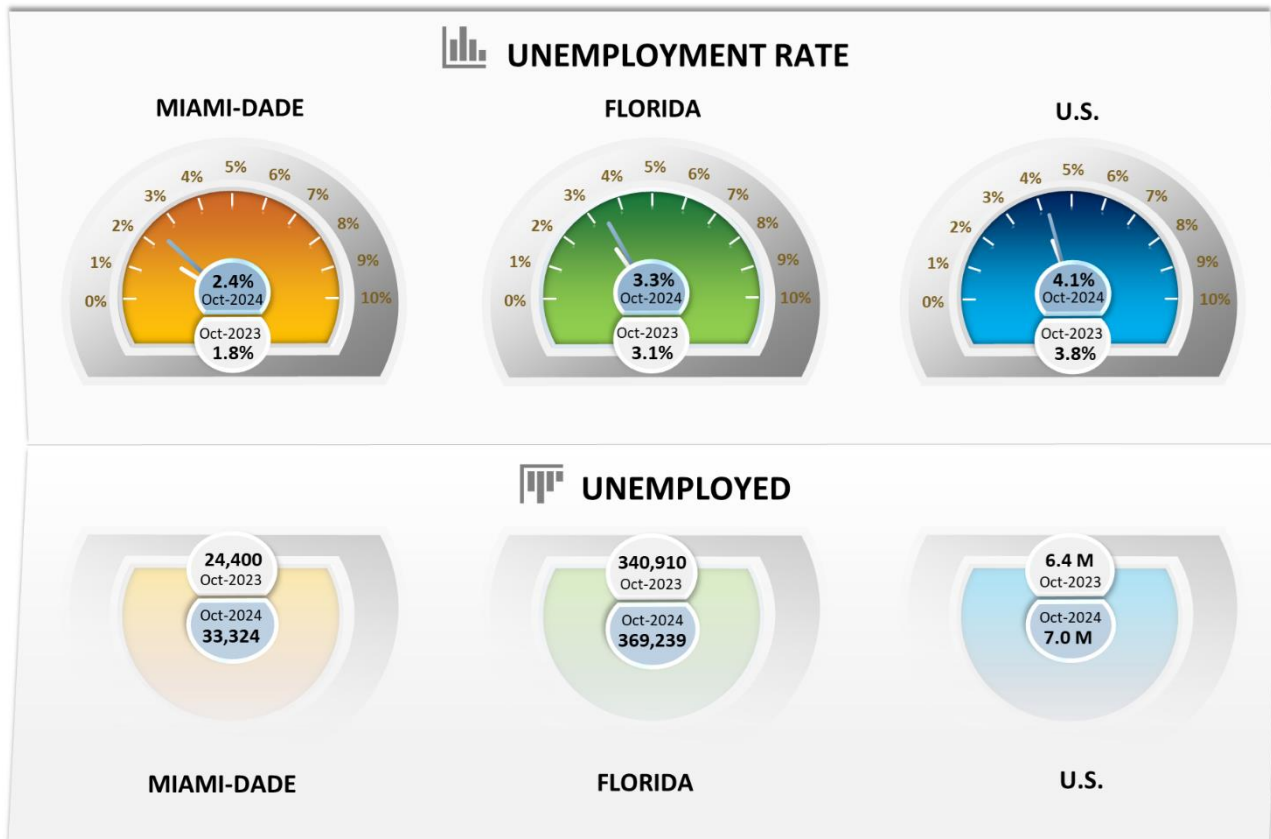 UNEMPLOYMENT RATE
MIAMI-DADE
0%
1%
2%
3%
4%
5%
6%
7%
8%
9%
10%
2.4%
Oct-2024
Oct-2023
1.8%
FLORIDA
0%
1%
2%
3%
4%
5%
6%
7%
8%
9%
10%
3.3%
Oct-2024
Oct-2023
3.1%
U.S.
0%
1%
2%
3%
4%
5%
6%
7%
8%
9%
10%
4.1%
Oct-2024
Oct-2023
3.8%
UNEMPLOYED
24,400
Oct-2023
Oct-2024
33,324
MIAMI-DADE
340,910
Oct-2023
Oct-2024
369,239
FLORIDA
6.4 M
Oct-2023
Oct-2024
7.0 M
U.S.